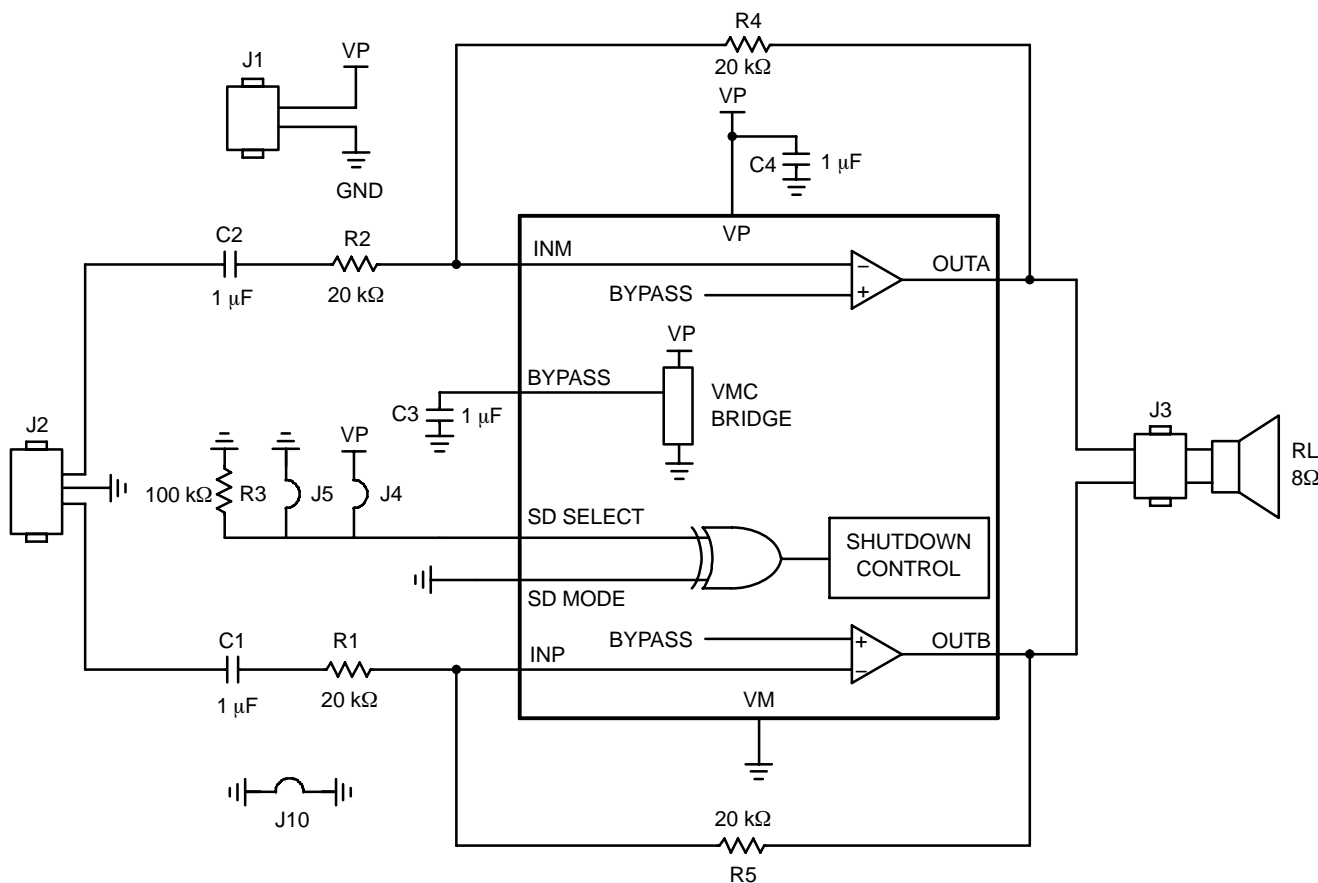 R4
20 kΩ
J1
VP
GND
VP
C4
1 μF
VP
C2
1 μF
R2
20 kΩ
INM
−
+
OUTA
BYPASS
VP
BYPASS
VMC
BRIDGE
C3
1 μF
J2
VP
100 kΩ
R3
J5
J4
J3
RL
8Ω
SD SELECT
SHUTDOWN
CONTROL
SD MODE
C1
1 μF
R1
20 kΩ
BYPASS
INP
+
−
OUTB
VM
J10
20 kΩ
R5